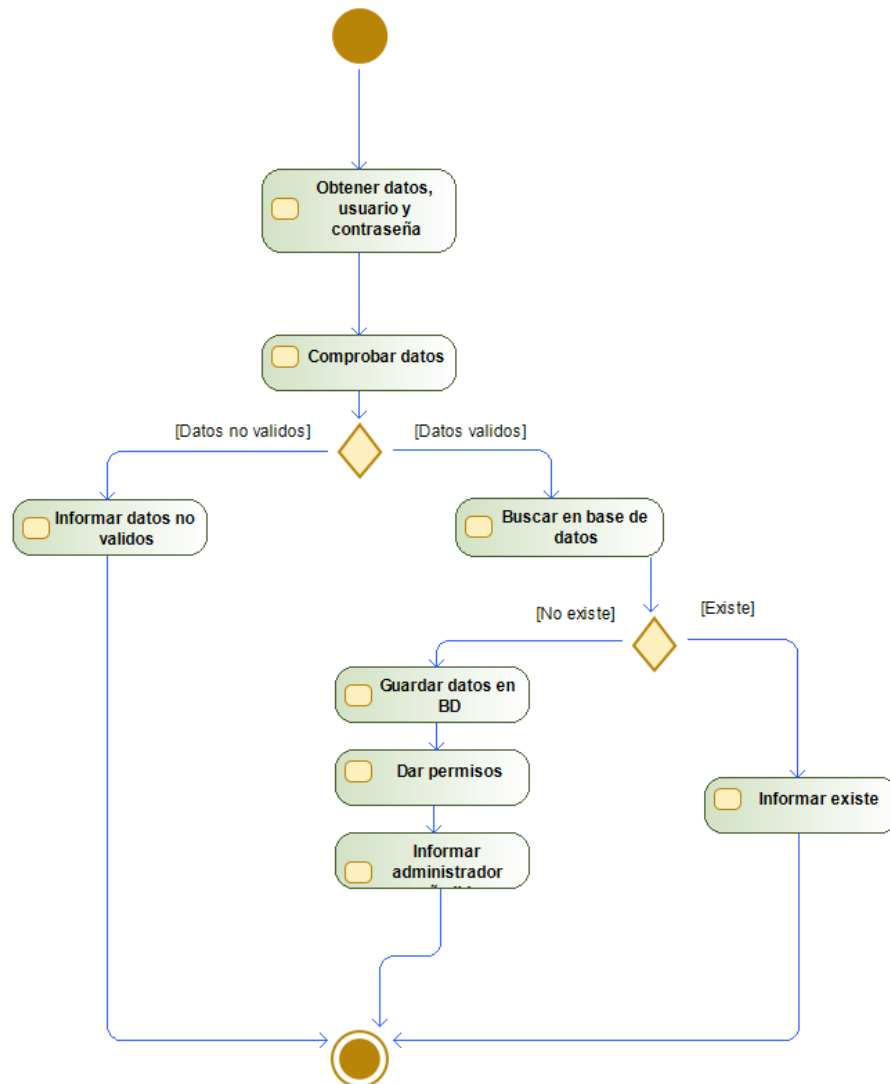 Obtener datos,
usuario y
contraseña
Comprobar datos
[Datos no validos]
[Datos validos]
Informar datos no
validos
Buscar en base de
datos
[No existe]
[Existe]
Guardar datos en
BD
Dar permisos
Informar existe
Informar
administrador